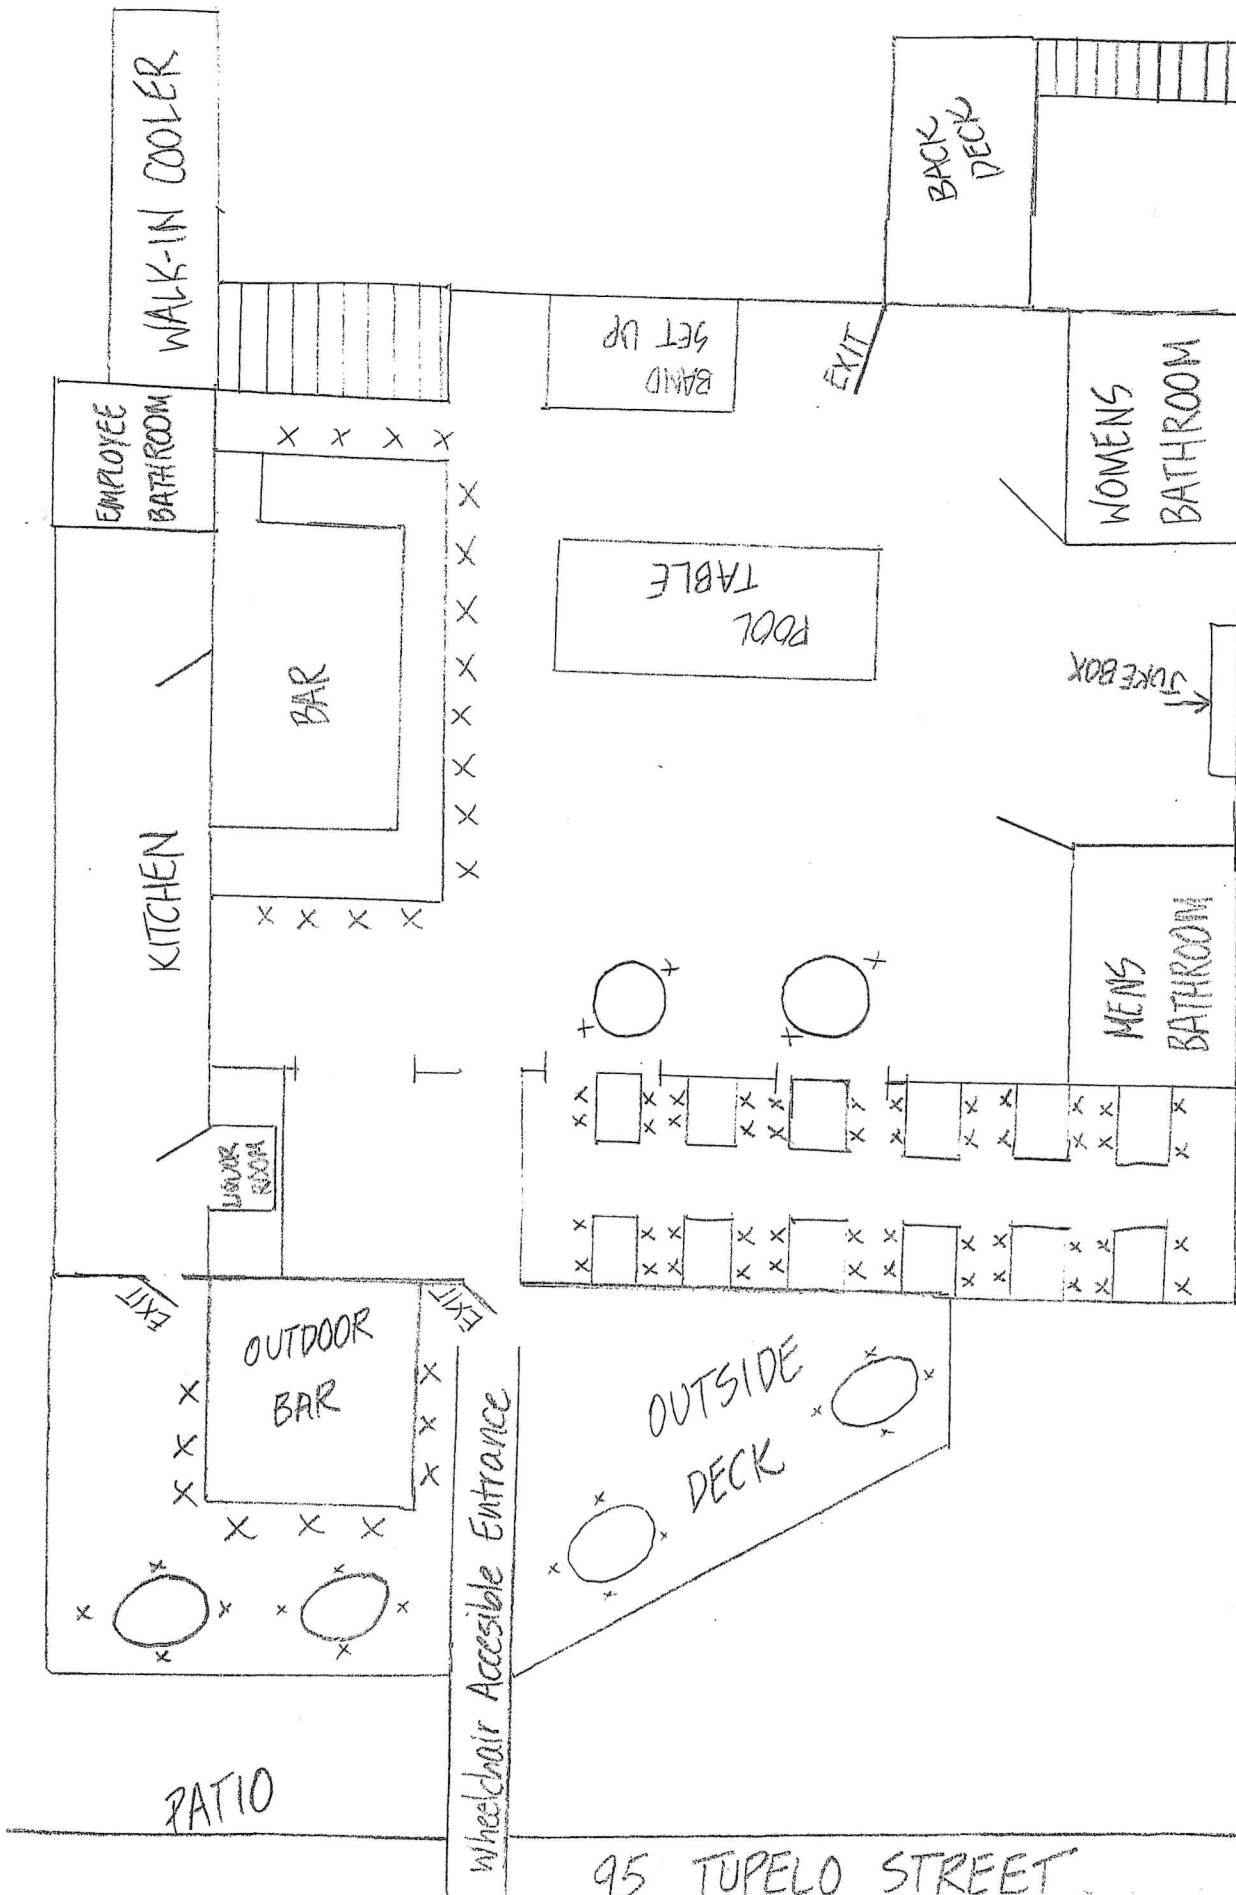 WALK-IN COOLER
BACK
DECK
EMPLOYEE
BATHROOM
BAND
SET UP
EXIT
WOMENS
BATHROOM
BAR
POOL
TABLE
JUKEBOX
KITCHEN
MENS
BATHROOM
LIQUOR
ROOM
EXIT
EXIT
OUTDOOR
BAR
OUTSIDE
DECK
Wheelchair Accesible Entrance
PATIO
95 TUPELO STREET